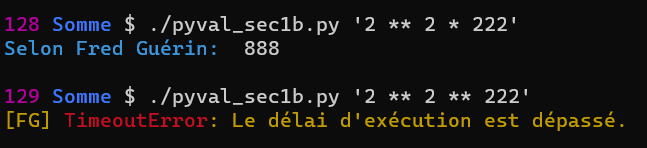 128 Somme $ ./pyval_sec1b.py '2 ** 2 * 222'
Selon Fred Guérin:  888
129 Somme $ ./pyval_sec1b.py '2 ** 2 ** 222'
[FG] TimeoutError: Le délai d'exécution est dépassé.